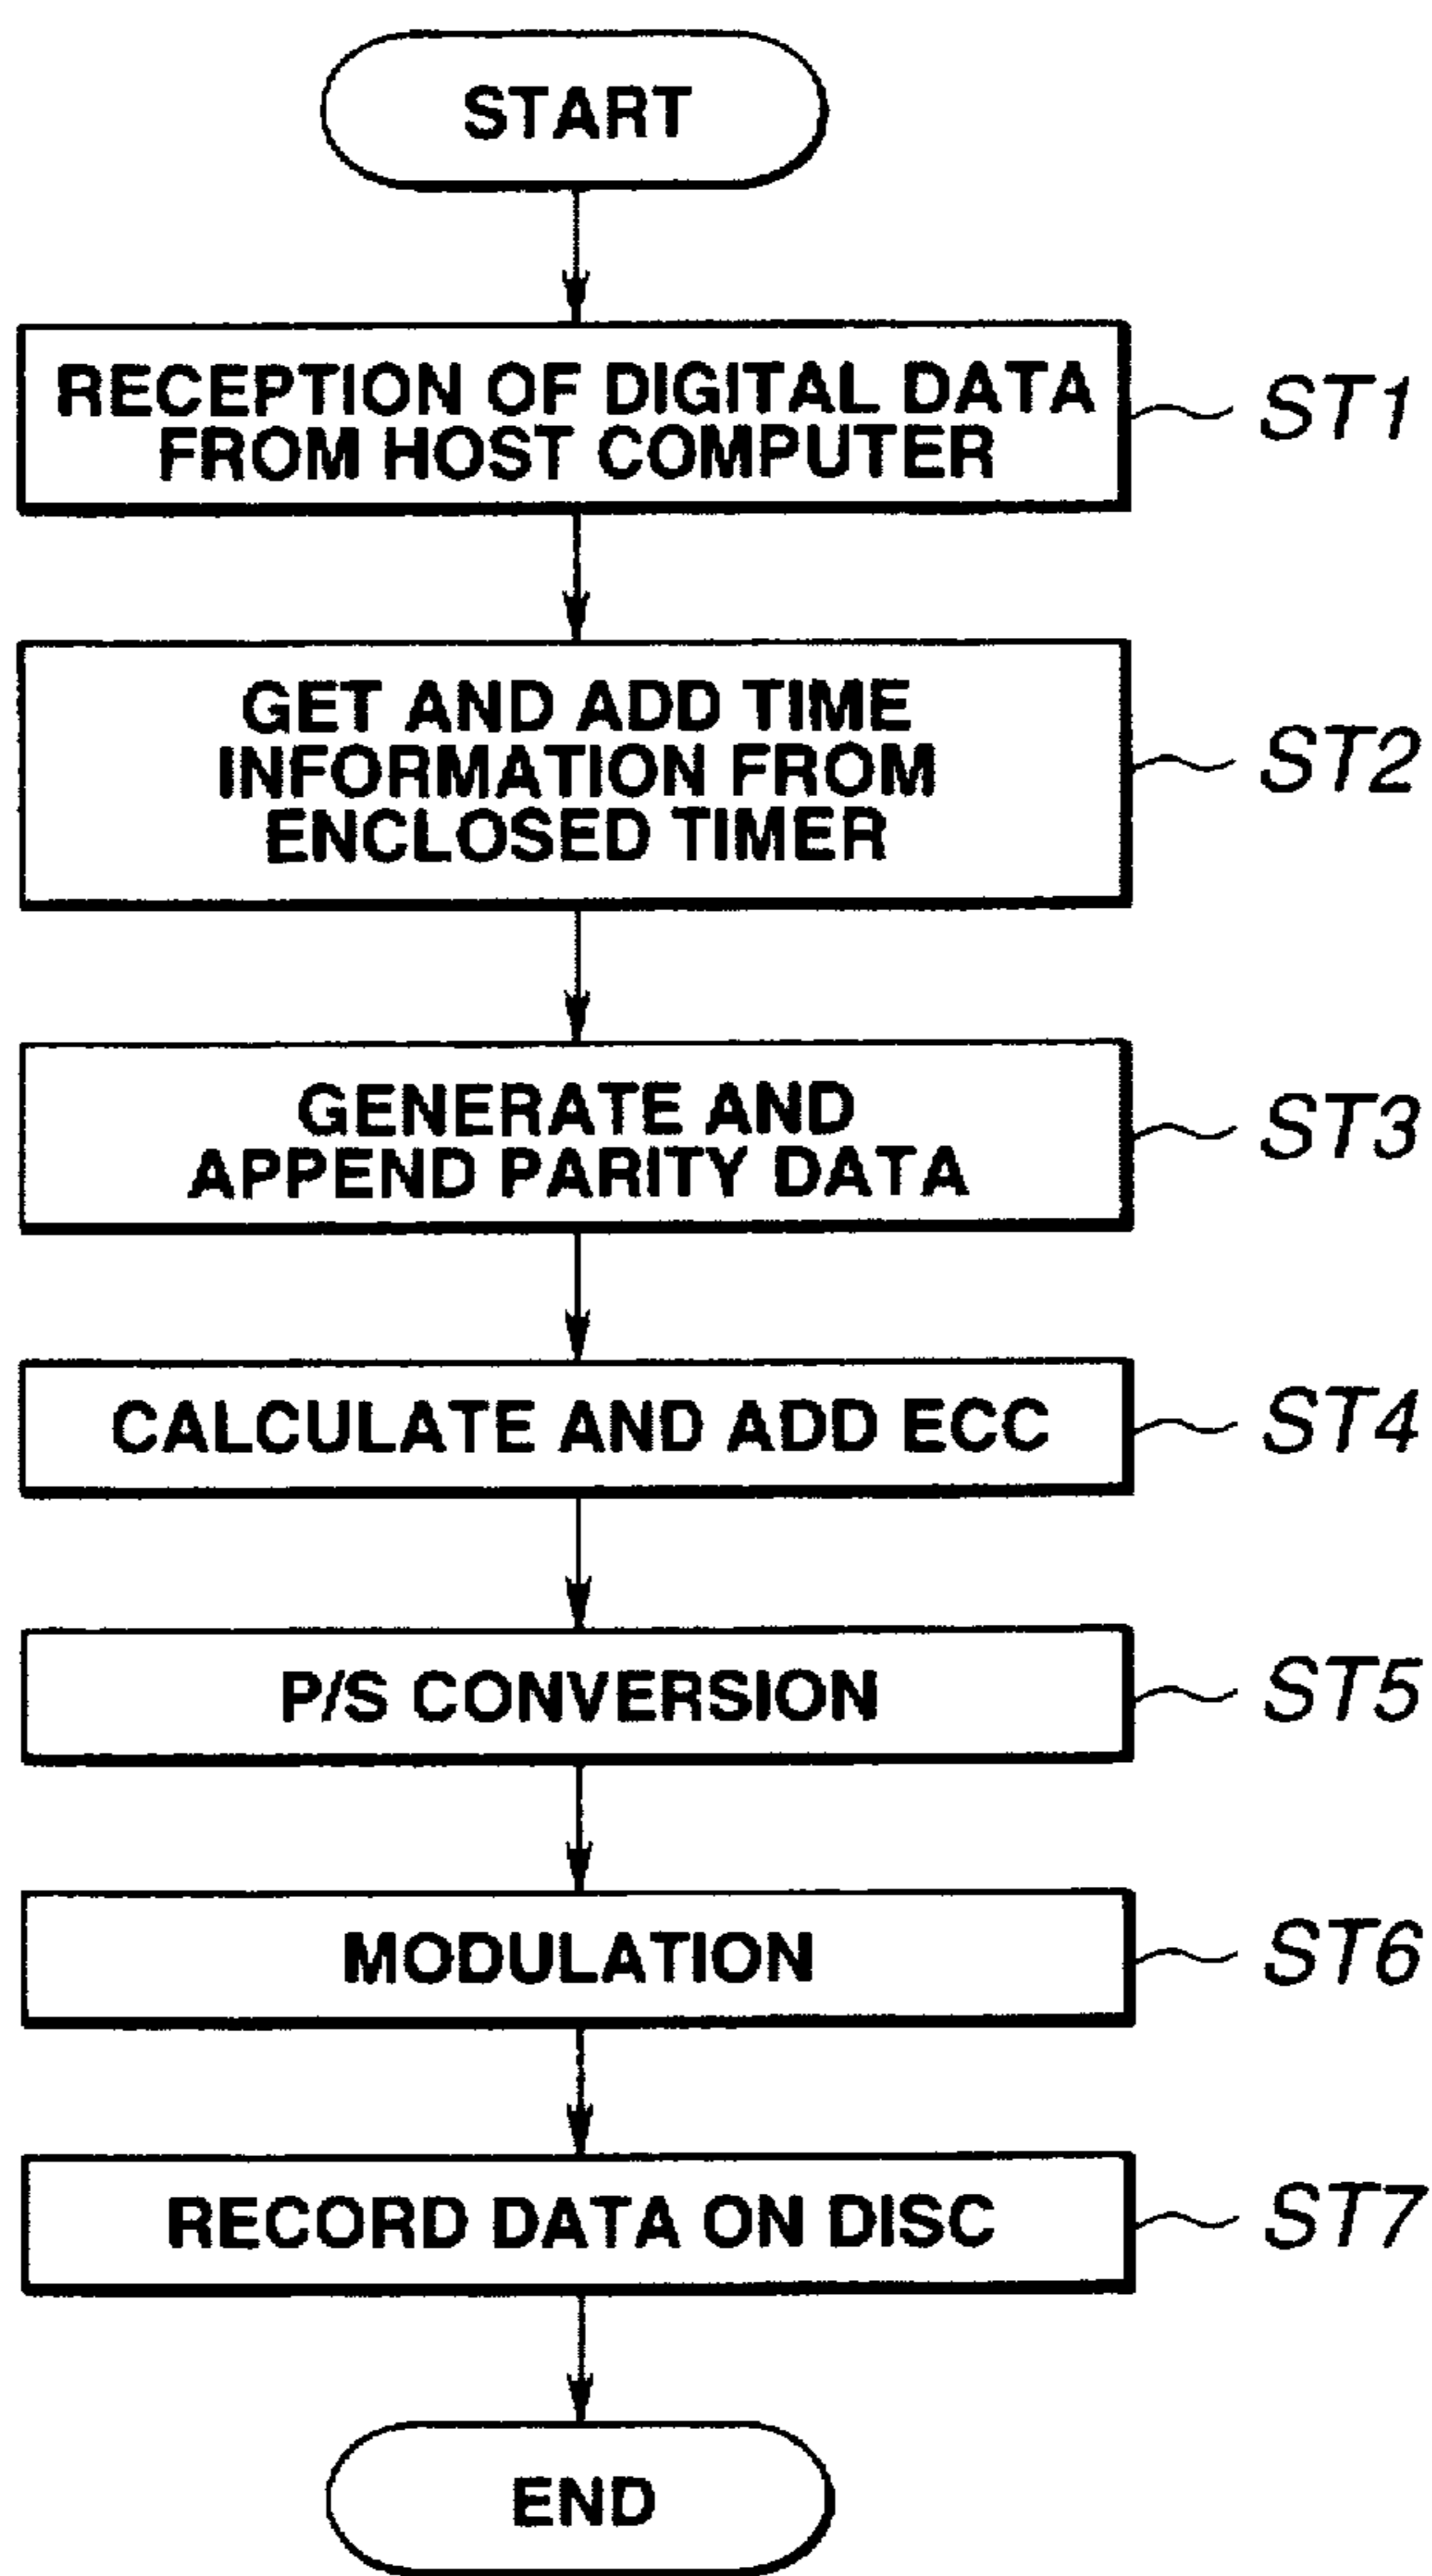 START
RECEPTION OF DIGITAL DATA
FROM HOST COMPUTER
ST1
GET AND ADD TIME
INFORMATION FROM
ENCLOSED TIMER
ST2
GENERATE AND
APPEND PARITY DATA
ST3
CALCULATE AND ADD ECC
ST4
P/S CONVERSION
ST5
MODULATION
ST6
RECORD DATA ON DISC
ST7
END